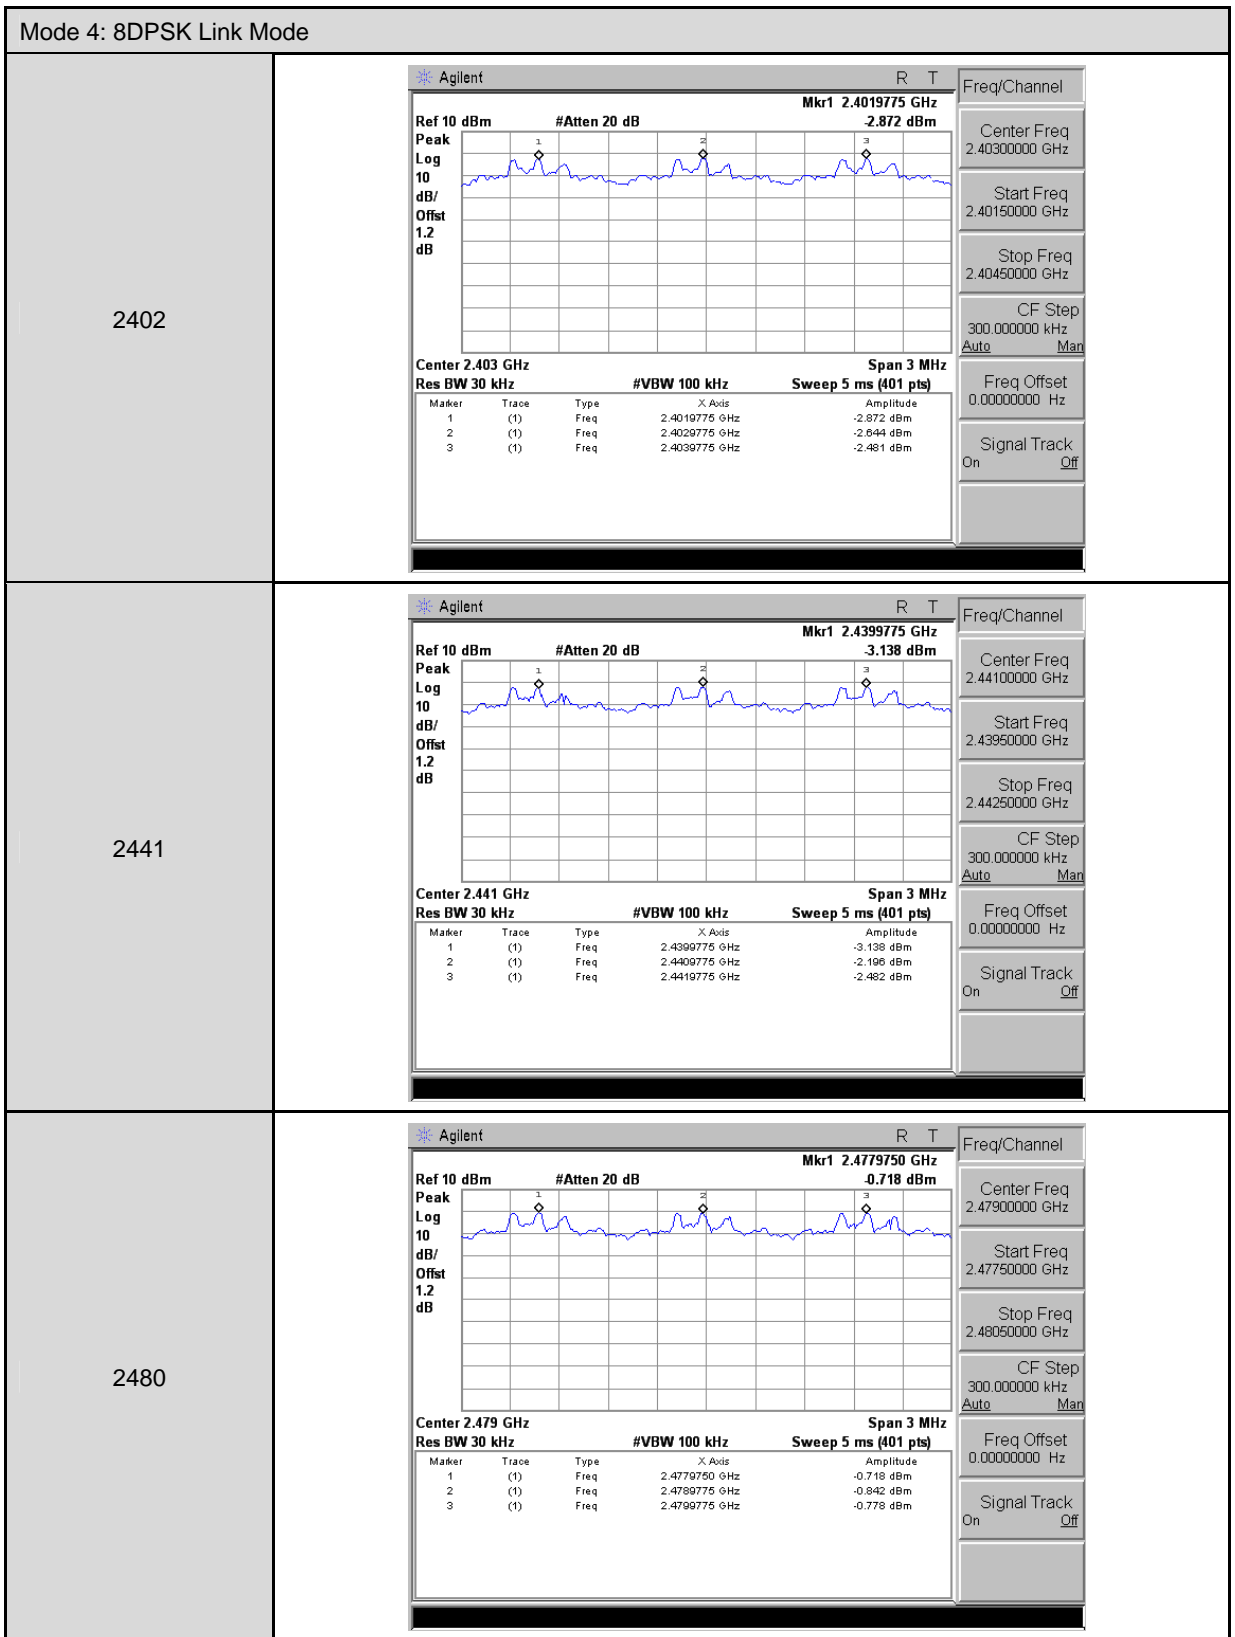 Mode 4: 8DPSK Link Mode
2402
Agilent R T
Mkr1 2.4019775 GHz
Ref 10 dBm #Atten 20 dB -2.872 dBm
Peak
Log
10
dB/
Offst
1.2
dB
1 2 3
Center 2.403 GHz Span 3 MHz
Res BW 30 kHz #VBW 100 kHz Sweep 5 ms (401 pts)
Marker Trace Type X Axis Amplitude
1 (1) Freq 2.4019775 GHz -2.872 dBm
2 (1) Freq 2.4029775 GHz -2.644 dBm
3 (1) Freq 2.4039775 GHz -2.481 dBm
Freq/Channel
Center Freq
2.40300000 GHz
Start Freq
2.40150000 GHz
Stop Freq
2.40450000 GHz
CF Step
300.000000 kHz
Auto Man
Freq Offset
0.00000000 Hz
Signal Track
On Off
2441
Agilent R T
Mkr1 2.4399775 GHz
Ref 10 dBm #Atten 20 dB -3.138 dBm
Peak
Log
10
dB/
Offst
1.2
dB
1 2 3
Center 2.441 GHz Span 3 MHz
Res BW 30 kHz #VBW 100 kHz Sweep 5 ms (401 pts)
Marker Trace Type X Axis Amplitude
1 (1) Freq 2.4399775 GHz -3.138 dBm
2 (1) Freq 2.4409775 GHz -2.196 dBm
3 (1) Freq 2.4419775 GHz -2.482 dBm
Freq/Channel
Center Freq
2.44100000 GHz
Start Freq
2.43950000 GHz
Stop Freq
2.44250000 GHz
CF Step
300.000000 kHz
Auto Man
Freq Offset
0.00000000 Hz
Signal Track
On Off
2480
Agilent R T
Mkr1 2.4779750 GHz
Ref 10 dBm #Atten 20 dB -0.718 dBm
Peak
Log
10
dB/
Offst
1.2
dB
1 2 3
Center 2.479 GHz Span 3 MHz
Res BW 30 kHz #VBW 100 kHz Sweep 5 ms (401 pts)
Marker Trace Type X Axis Amplitude
1 (1) Freq 2.4779750 GHz -0.718 dBm
2 (1) Freq 2.4789775 GHz -0.842 dBm
3 (1) Freq 2.4799775 GHz -0.778 dBm
Freq/Channel
Center Freq
2.47900000 GHz
Start Freq
2.47750000 GHz
Stop Freq
2.48050000 GHz
CF Step
300.000000 kHz
Auto Man
Freq Offset
0.00000000 Hz
Signal Track
On Off